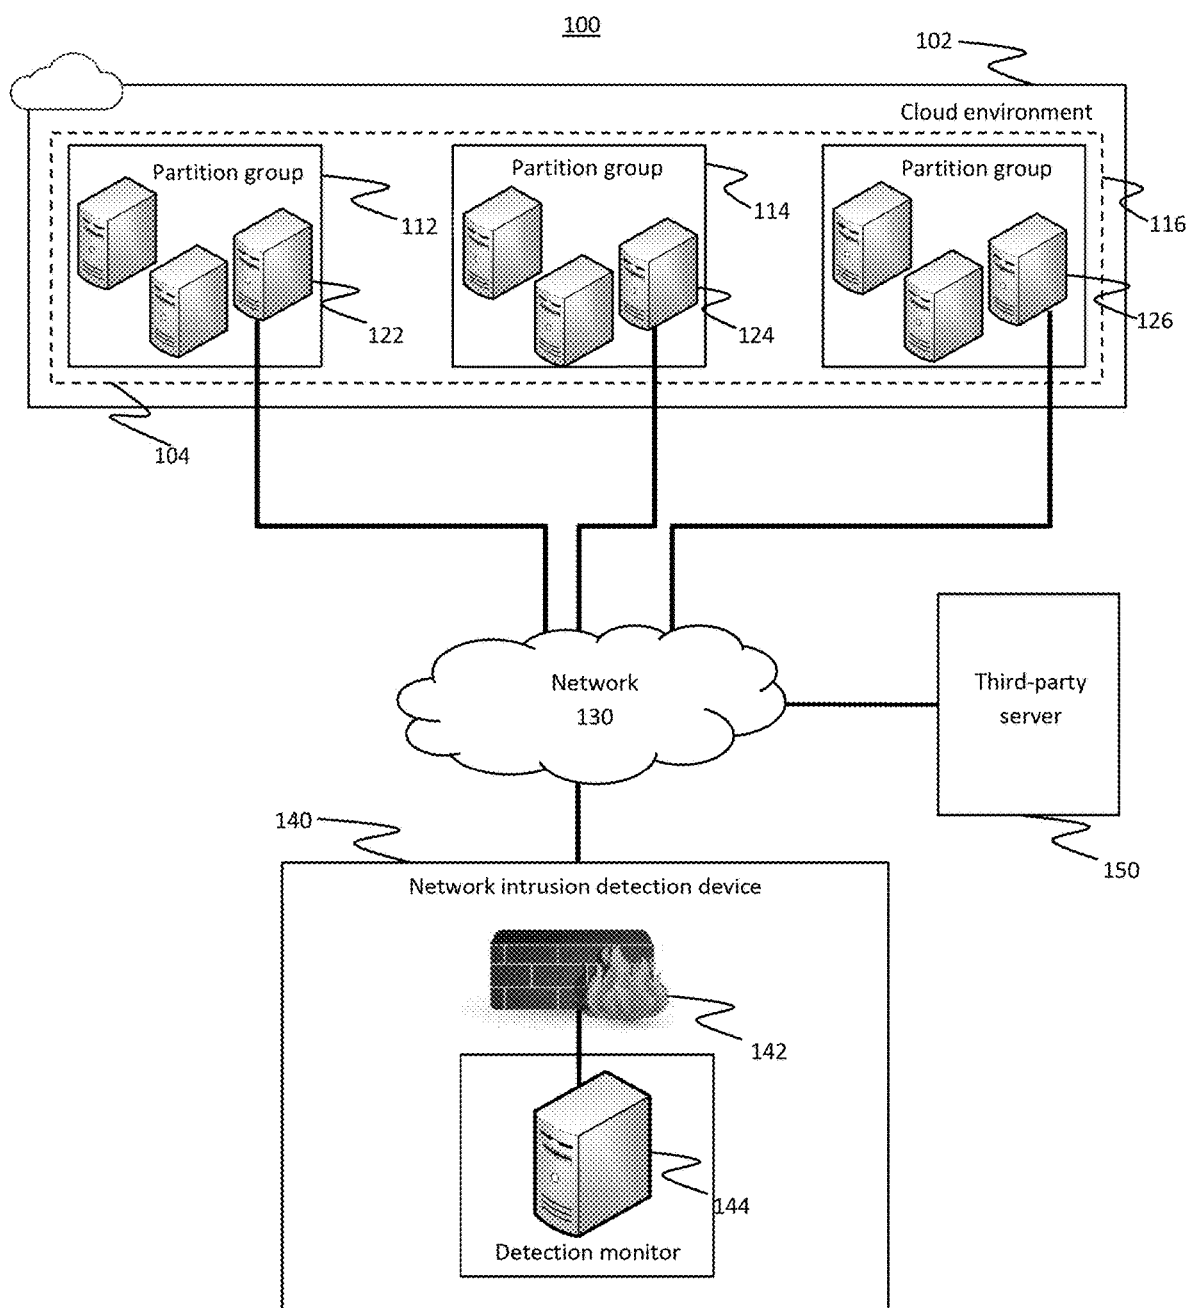 100
102
Cloud environment
Partition group
Partition group
Partition group
112
114
116
122
124
126
104
Network
130
Third-party
server
140
150
Network intrusion detection device
142
144
Detection monitor